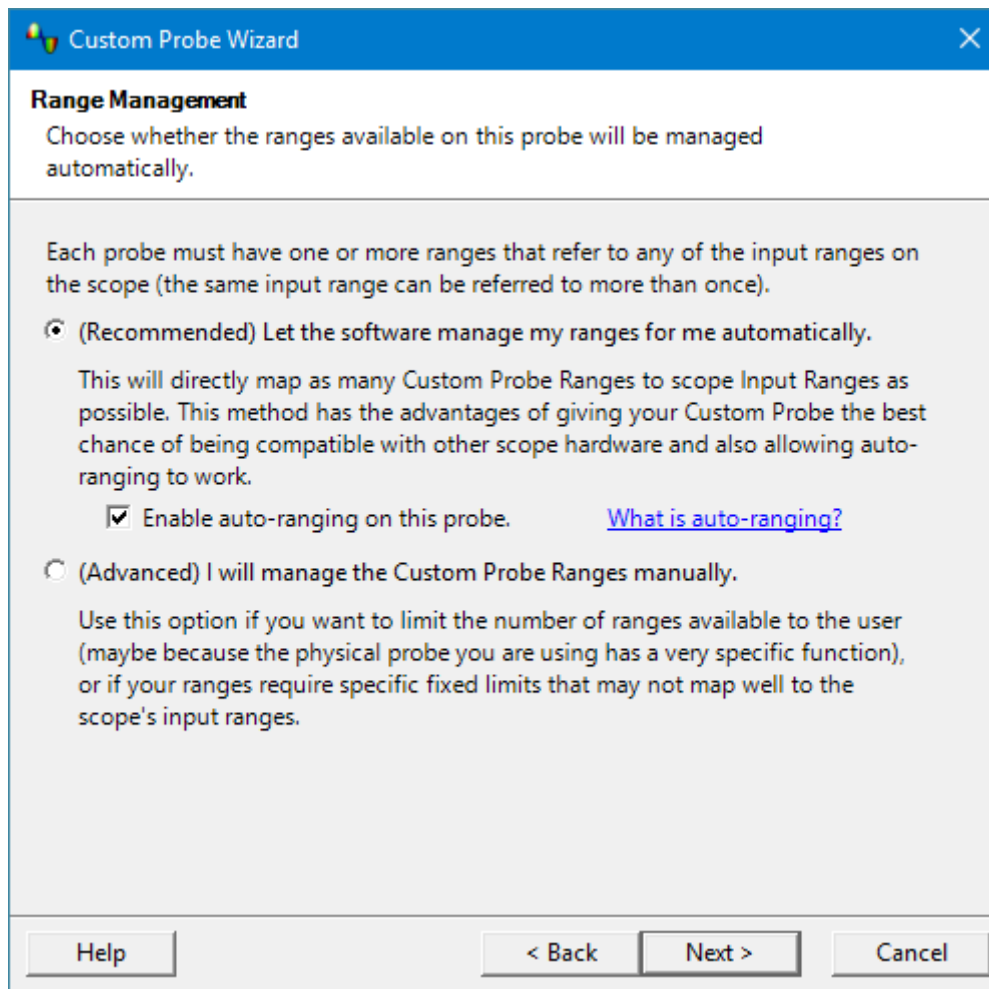 Custom Probe Wizard
Range Management
Choose whether the ranges available on this probe will be managed
automatically.
Each probe must have one or more ranges that refer to any of the input ranges on
the scope (the same input range can be referred to more than once).
(Recommended) Let the software manage my ranges for me automatically.
This will directly map as many Custom Probe Ranges to scope Input Ranges as
possible. This method has the advantages of giving your Custom Probe the best
chance of being compatible with other scope hardware and also allowing auto-
ranging to work.
Enable auto-ranging on this probe. What is auto-ranging?
(Advanced) I will manage the Custom Probe Ranges manually.
Use this option if you want to limit the number of ranges available to the user
(maybe because the physical probe you are using has a very specific function),
or if your ranges require specific fixed limits that may not map well to the
scope's input ranges.
Help < Back Next > Cancel